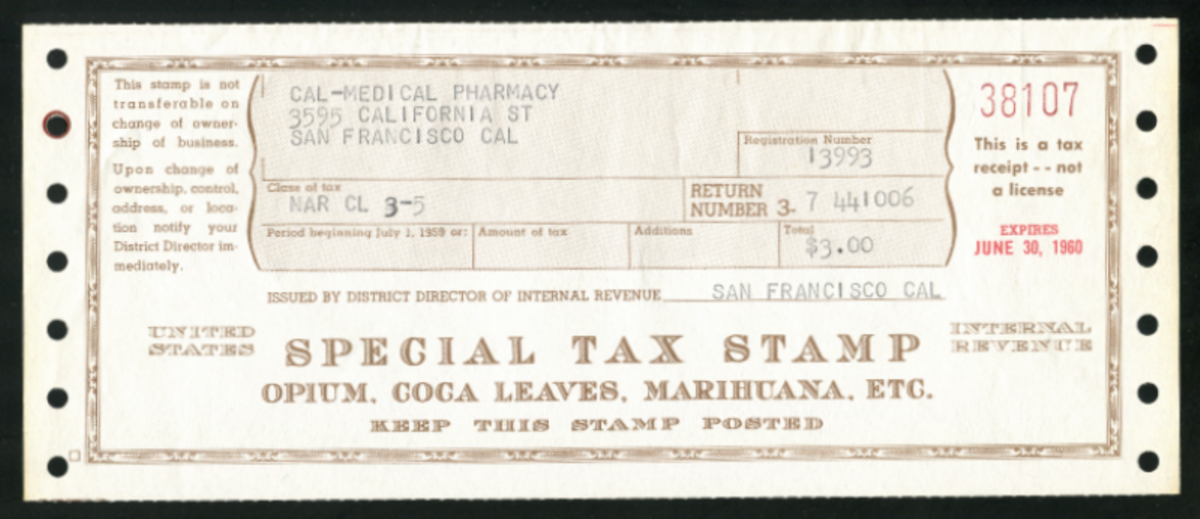 This stamp is not
transferable on
change of owner-
ship of business.
Upon change of
ownership, control,
address, or loca-
tion notify your
District Director im-
mediately.
CAL-MEDICAL PHARMACY
3595 CALIFORNIA ST
SAN FRANCISCO CAL
Registration Number
13993
Class of tax
NAR CL 3-5
RETURN
NUMBER 3- 7 441006
Period beginning July 1, 1959 or:
Amount of tax
Additions
Total
$3.00
38107
This is a tax
receipt -- not
a license
EXPIRES
JUNE 30, 1960
ISSUED BY DISTRICT DIRECTOR OF INTERNAL REVENUE SAN FRANCISCO CAL
UNITED
STATES
SPECIAL TAX STAMP
INTERNAL
REVENUE
OPIUM, COCA LEAVES, MARIHUANA, ETC.
KEEP THIS STAMP POSTED